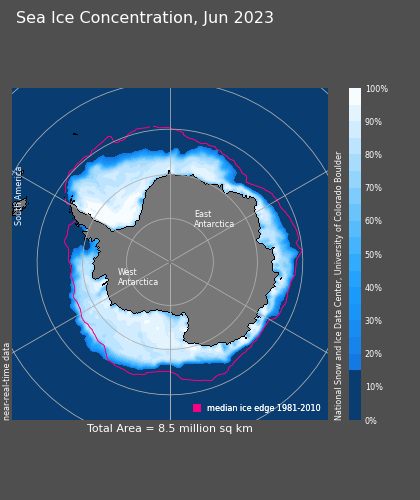 Sea Ice Concentration, Jun 2023
South America
East
Antarctica
West
Antarctica
near-real-time data
median ice edge 1981-2010
Total Area = 8.5 million sq km
National Snow and Ice Data Center, University of Colorado Boulder
100%
90%
80%
70%
60%
50%
40%
30%
20%
10%
0%